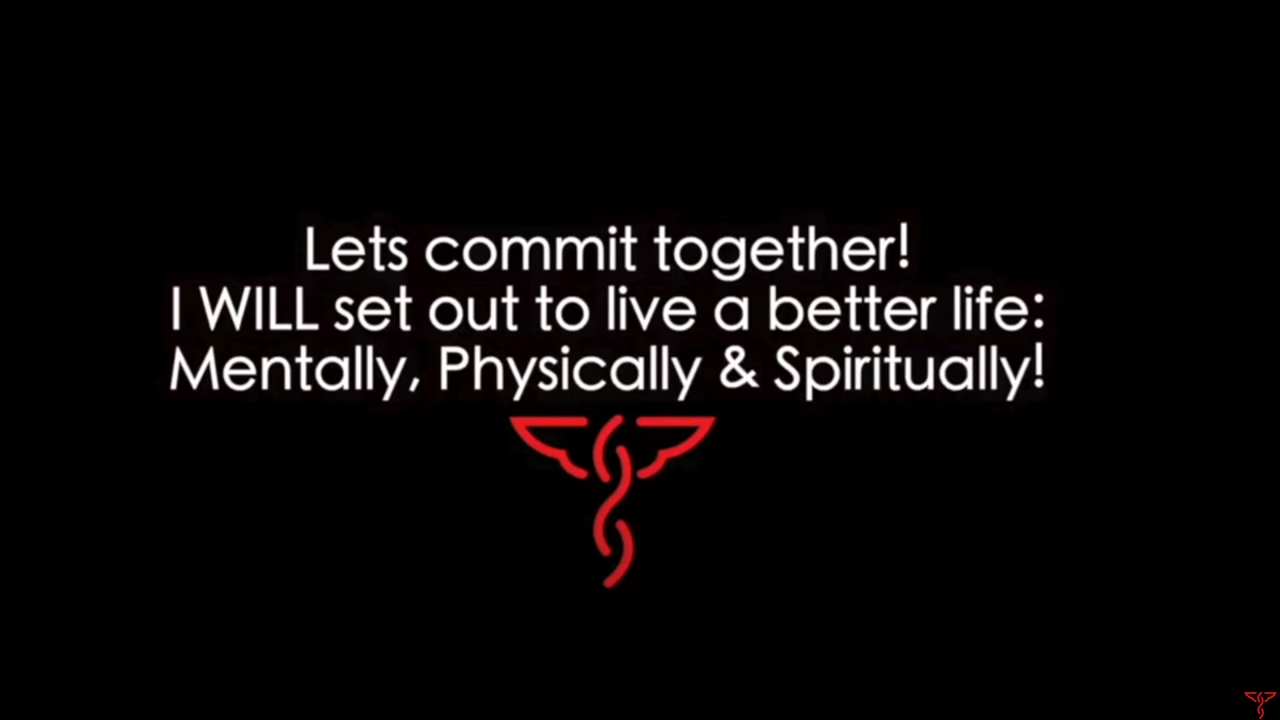 Lets commit together!
I WILL set out to live a better life:
Mentally, Physically & Spiritually!